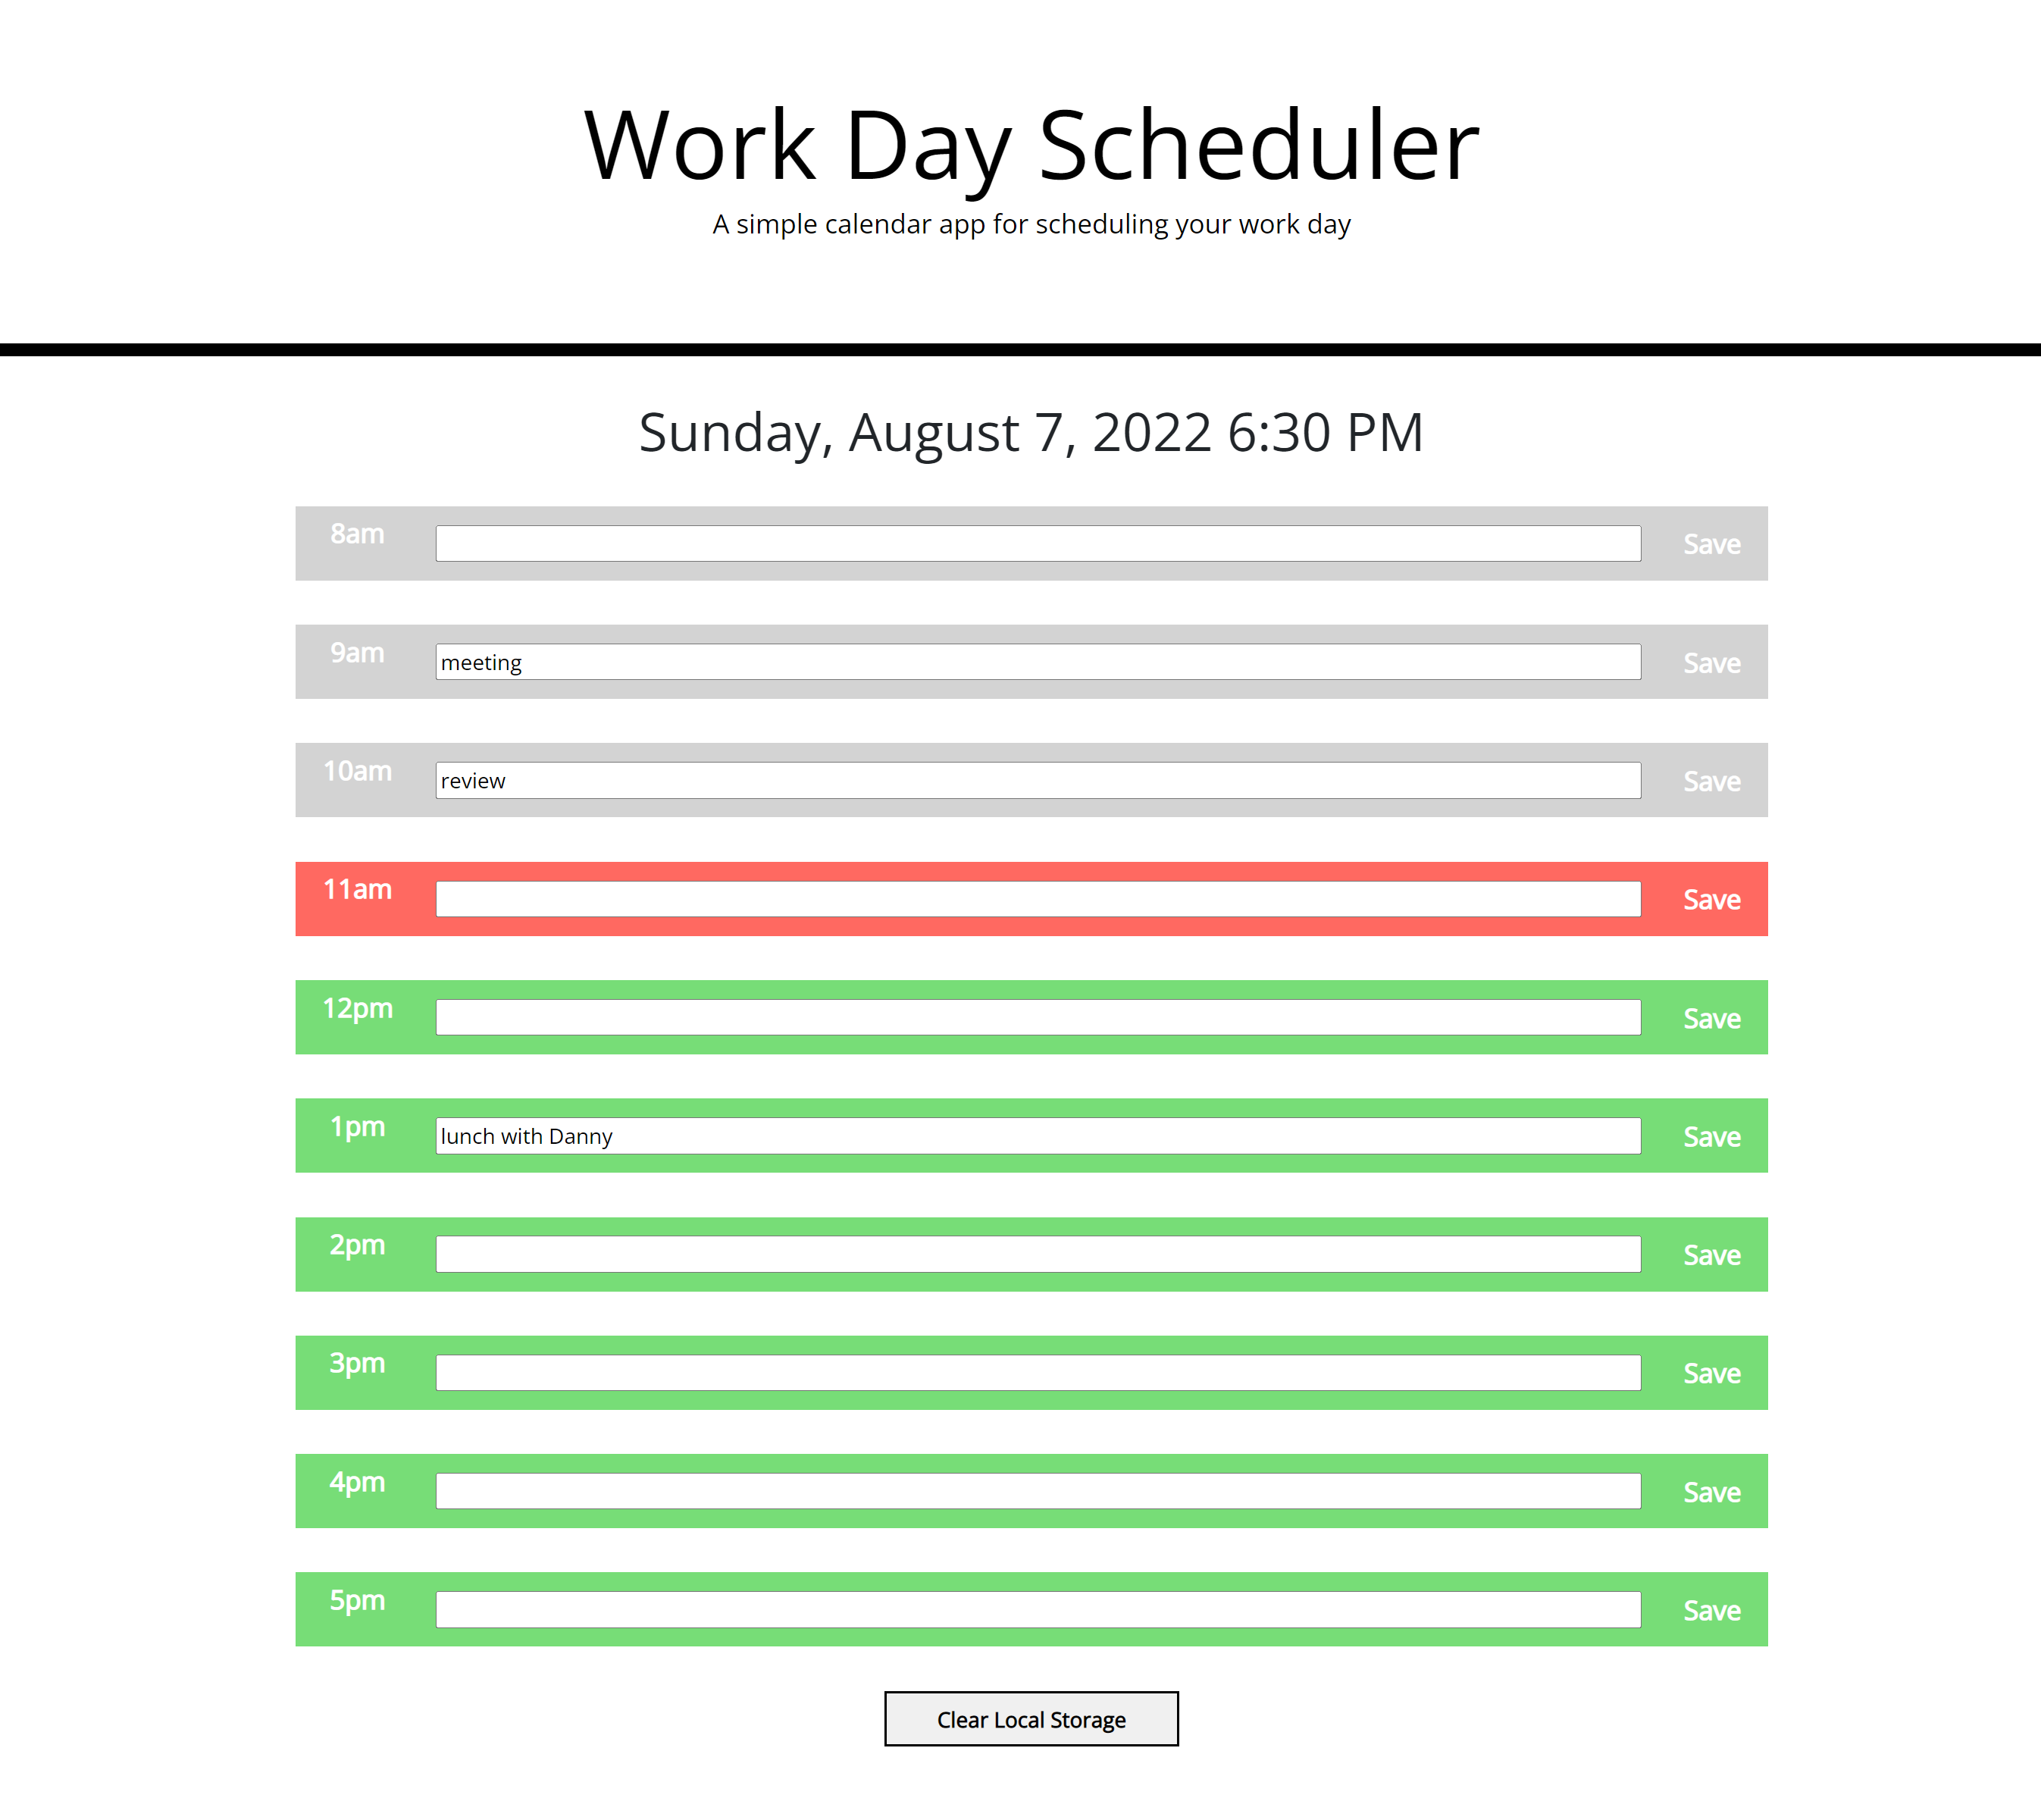 Work Day Scheduler
A simple calendar app for scheduling your work day
Sunday, August 7, 2022 6:30 PM
8am Save
9am meeting Save
10am review Save
11am Save
12pm Save
1pm lunch with Danny Save
2pm Save
3pm Save
4pm Save
5pm Save
Clear Local Storage